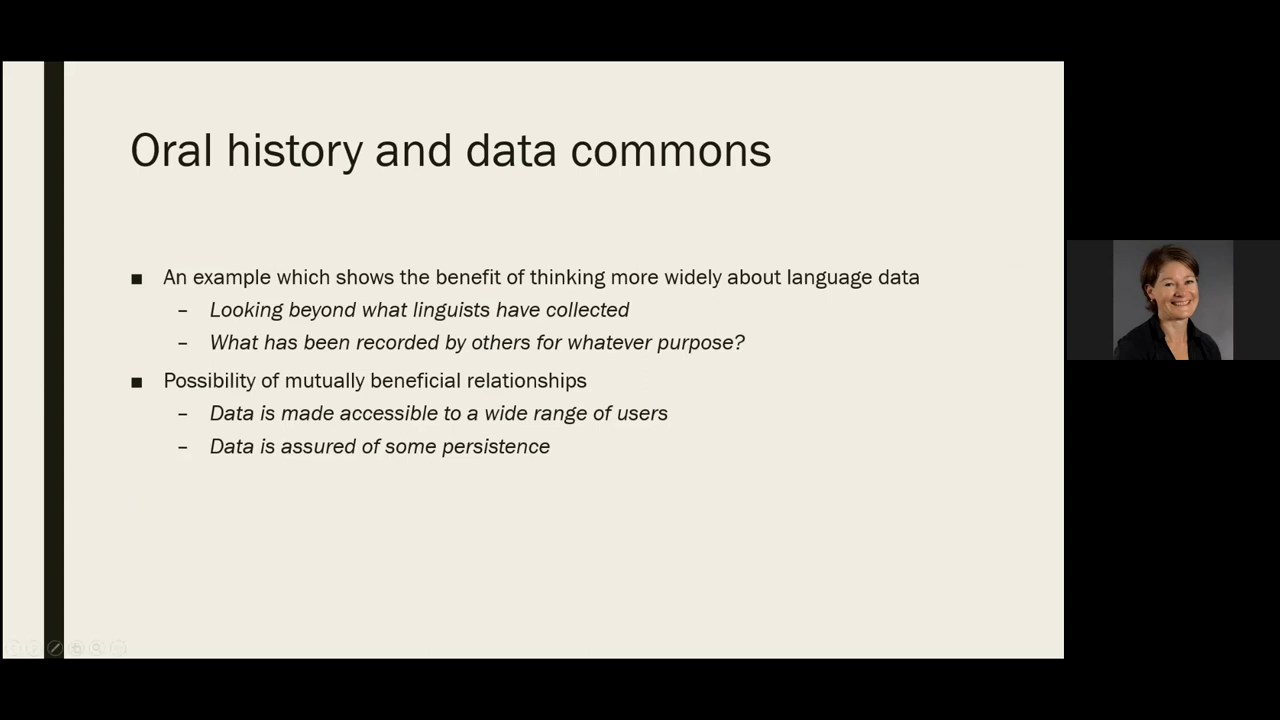 Oral history and data commons
■ An example which shows the benefit of thinking more widely about language data
– Looking beyond what linguists have collected
– What has been recorded by others for whatever purpose?
■ Possibility of mutually beneficial relationships
– Data is made accessible to a wide range of users
– Data is assured of some persistence